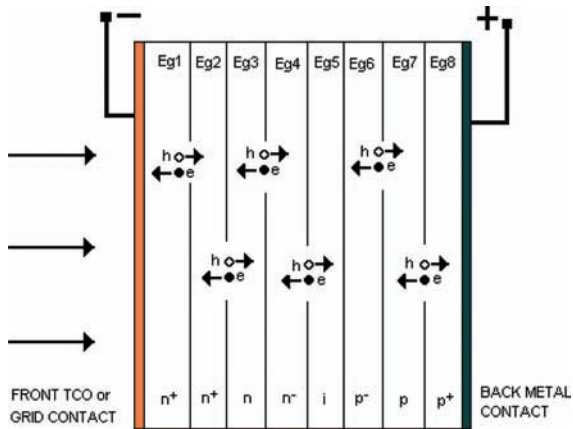 − +
Eg1 Eg2 Eg3 Eg4 Eg5 Eg6 Eg7 Eg8
h e h e h e
h e h e h e
FRONT TCO or
GRID CONTACT
n+ n+ n n- i p- p p+
BACK METAL
CONTACT